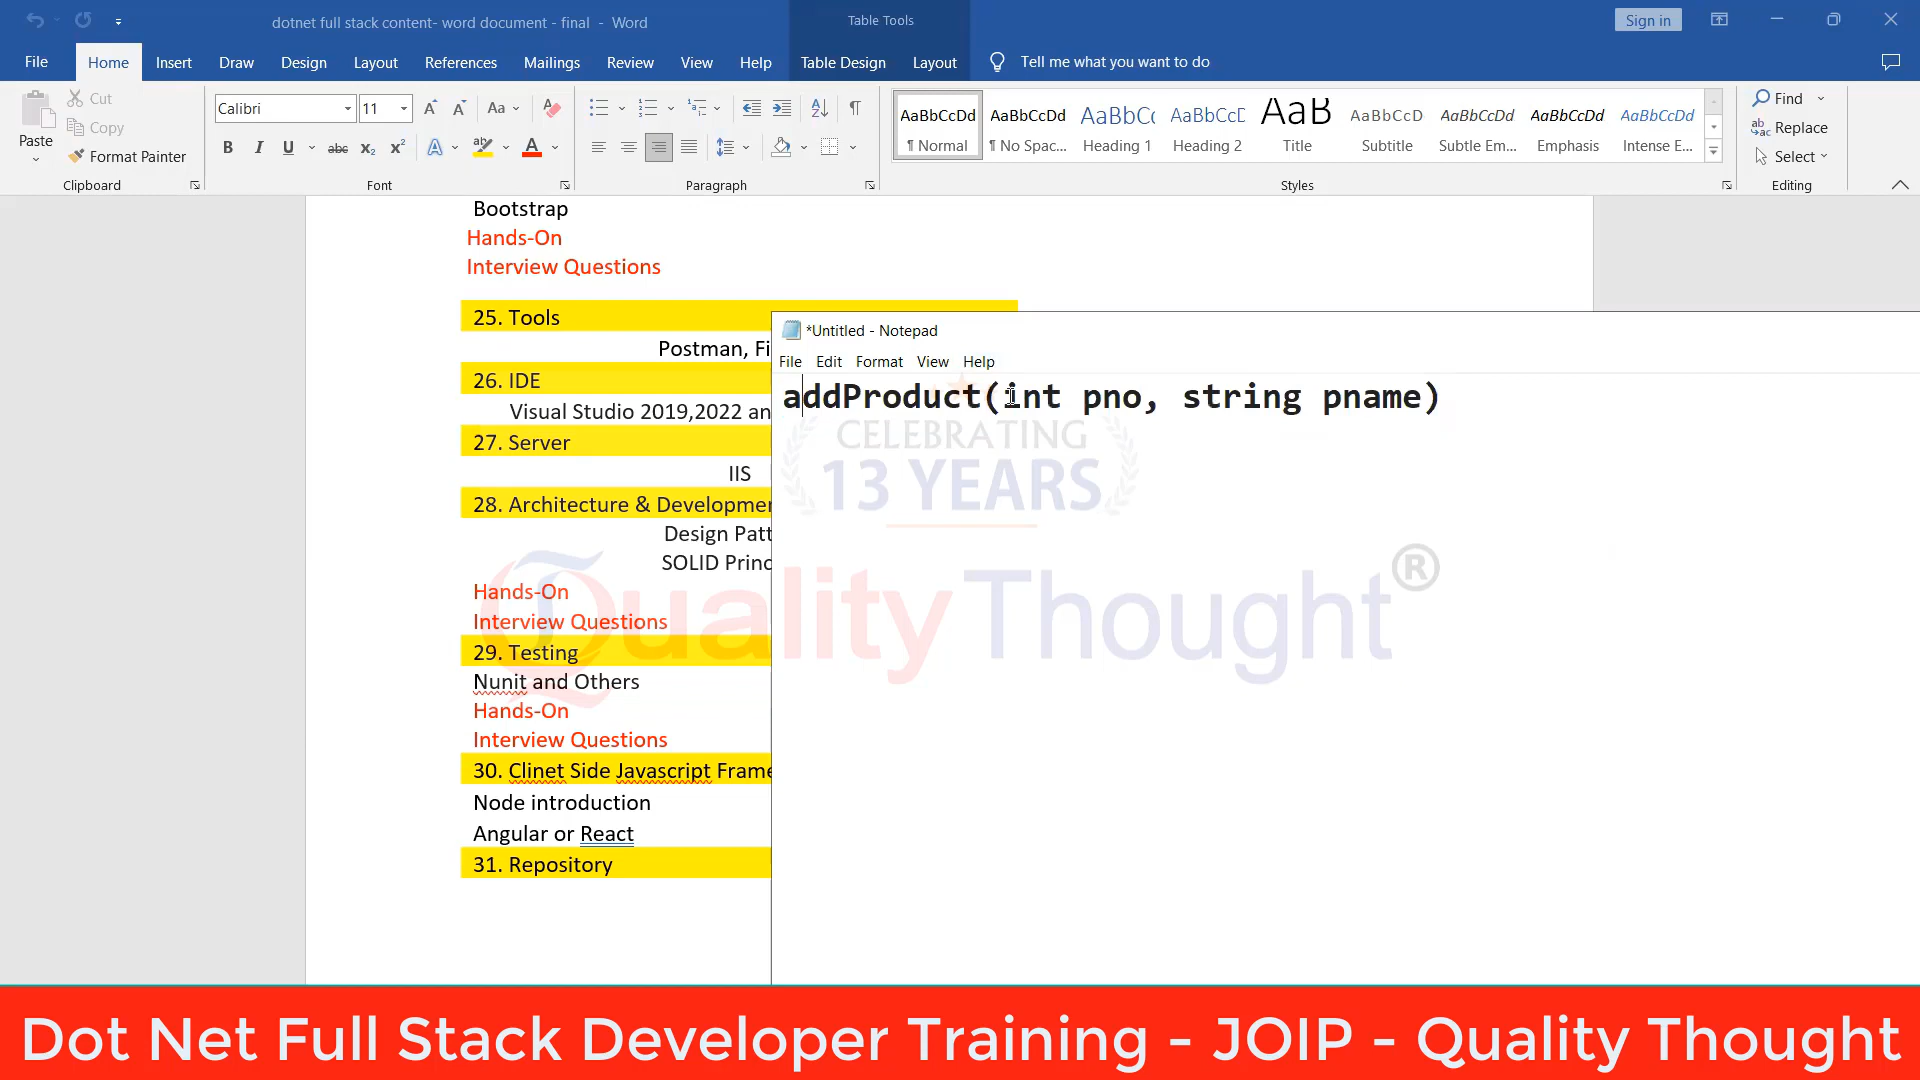 dotnet full stack content- word document - final - Word
Table Tools
Sign in
File Home Insert Draw Design Layout References Mailings Review View Help Table Design Layout Tell me what you want to do
Paste
Cut
Copy
Format Painter
Clipboard
Calibri 11
Font
Paragraph
AaBbCcDd AaBbCcDd AaBbCc AaBbCcD AaB AaBbCcD AaBbCcDd AaBbCcDd AaBbCcDd
¶ Normal ¶ No Spac... Heading 1 Heading 2 Title Subtitle Subtle Em... Emphasis Intense E...
Styles
Find
Replace
Select
Editing
Bootstrap
Hands-On
Interview Questions
25. Tools
Postman, Fi
26. IDE
Visual Studio 2019,2022 an
27. Server
IIS
28. Architecture & Developmen
Design Patt
SOLID Princ
Hands-On
Interview Questions
29. Testing
Nunit and Others
Hands-On
Interview Questions
30. Clinet Side Javascript Frame
Node introduction
Angular or React
31. Repository
*Untitled - Notepad
File Edit Format View Help
addProduct(int pno, string pname)
CELEBRATING
13 YEARS
Quality Thought ®
Dot Net Full Stack Developer Training - JOIP - Quality Thought